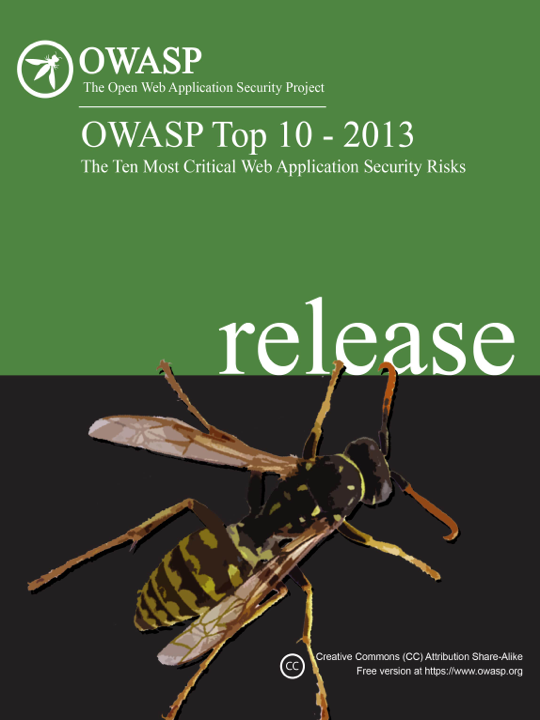 OWASP
The Open Web Application Security Project
OWASP Top 10 - 2013
The Ten Most Critical Web Application Security Risks
release
CC
Creative Commons (CC) Attribution Share-Alike
Free version at https://www.owasp.org